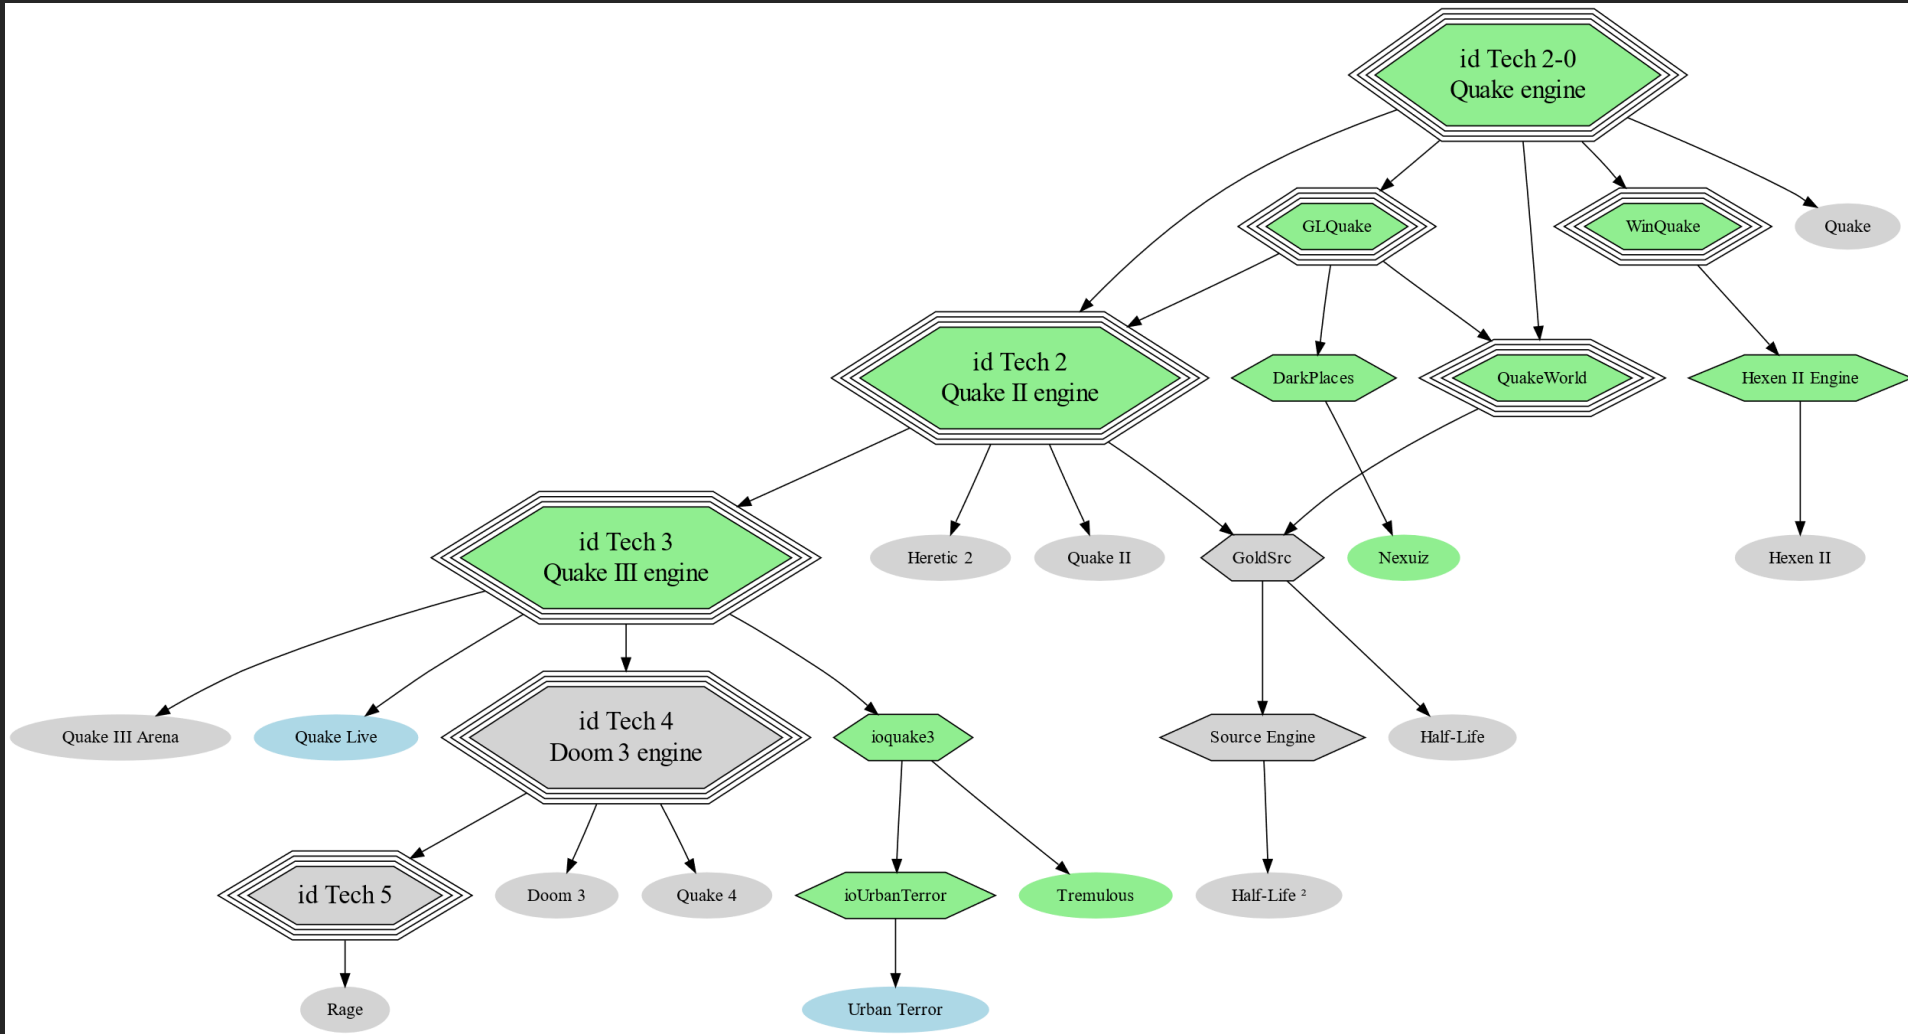 id Tech 2-0
Quake engine
GLQuake
WinQuake
Quake
id Tech 2
Quake II engine
DarkPlaces
QuakeWorld
Hexen II Engine
id Tech 3
Quake III engine
Heretic 2
Quake II
GoldSrc
Nexuiz
Hexen II
Quake III Arena
Quake Live
id Tech 4
Doom 3 engine
ioquake3
Source Engine
Half-Life
id Tech 5
Doom 3
Quake 4
ioUrbanTerror
Tremulous
Half-Life ²
Rage
Urban Terror